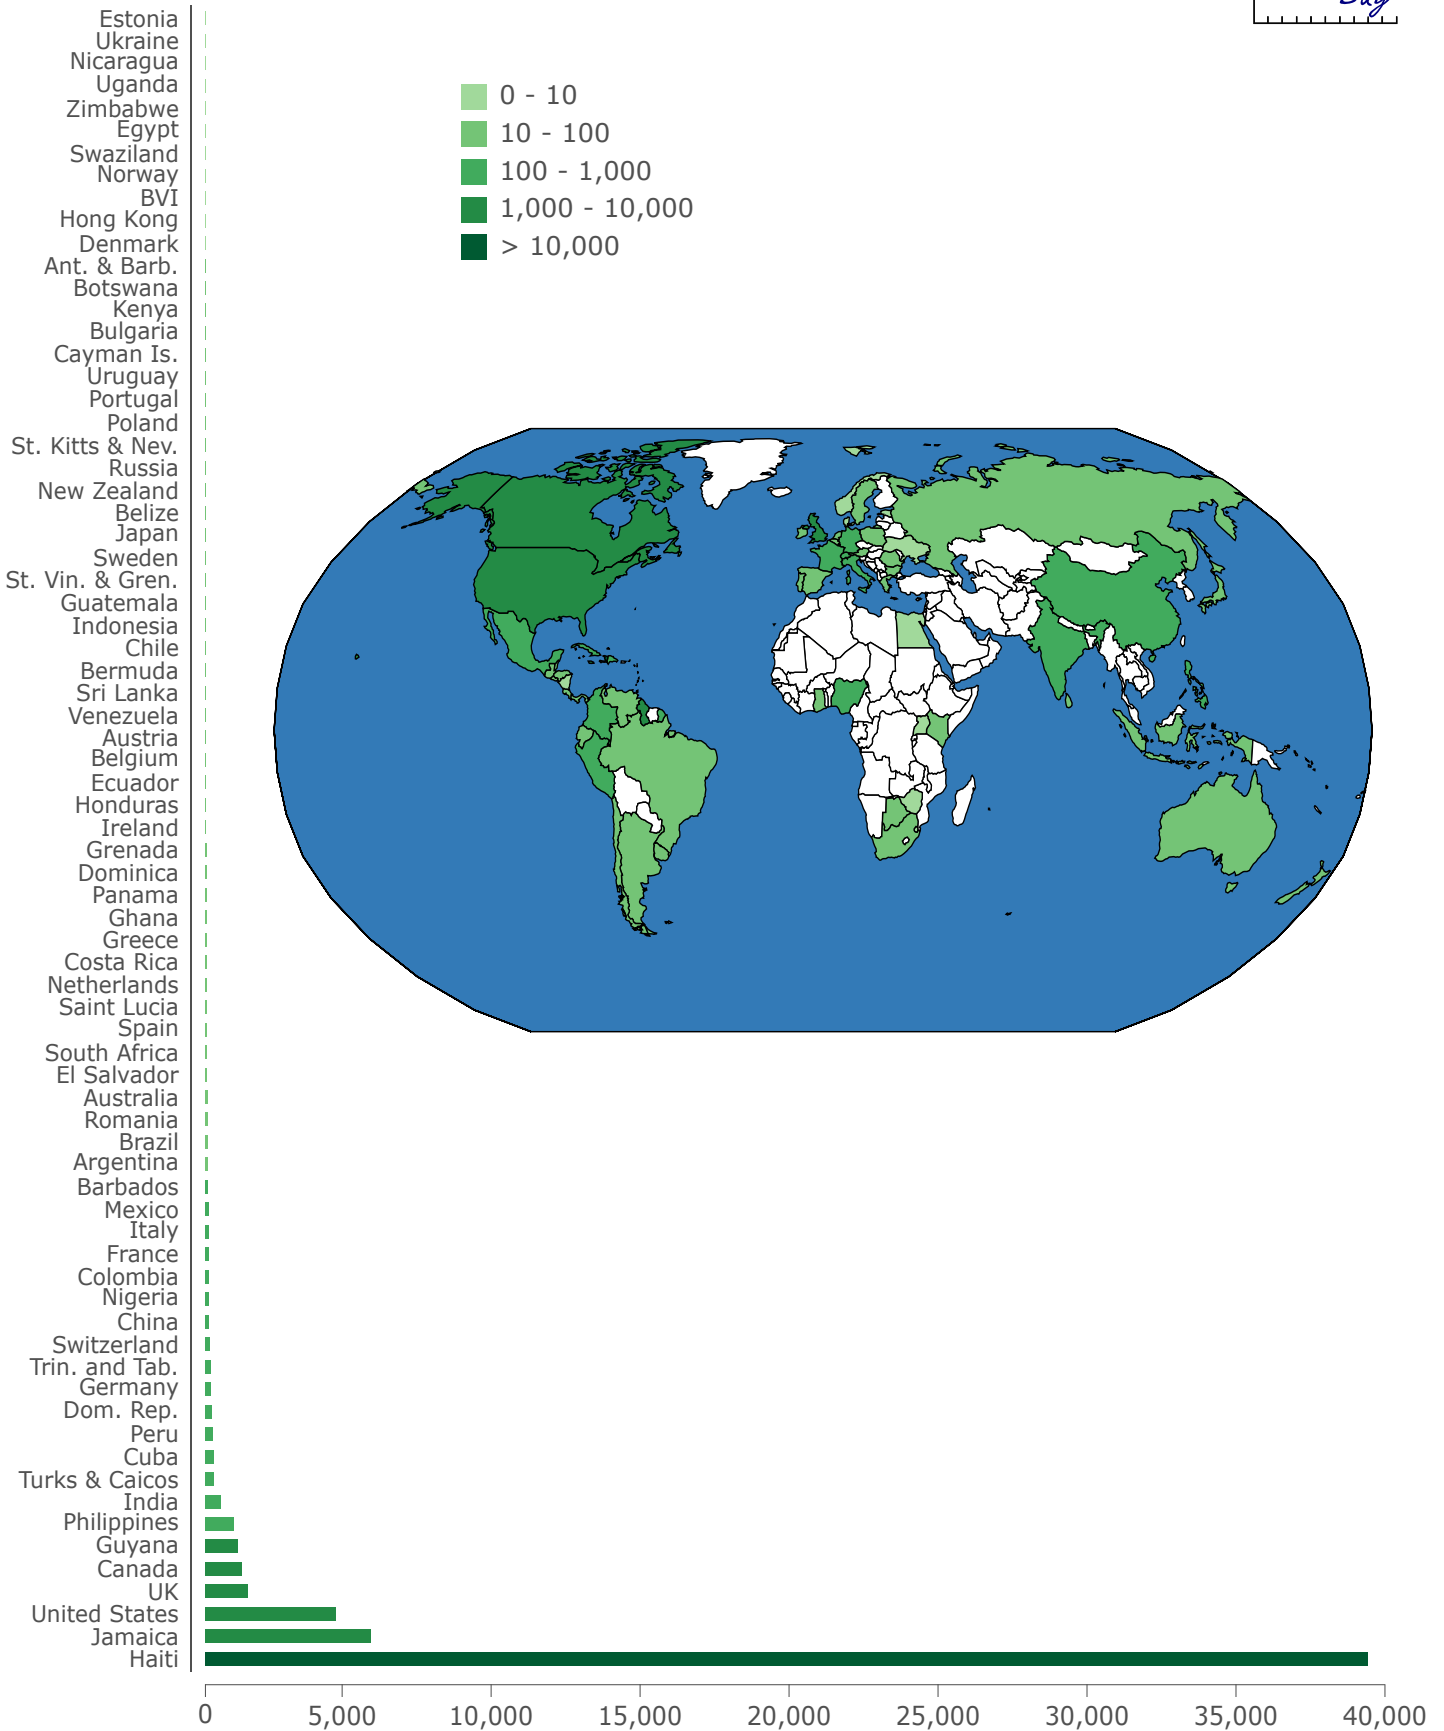 Day
Estonia
Ukraine
Nicaragua
Uganda
Zimbabwe
Egypt
Swaziland
Norway
BVI
Hong Kong
Denmark
Ant. & Barb.
Botswana
Kenya
Bulgaria
Cayman Is.
Uruguay
Portugal
Poland
St. Kitts & Nev.
Russia
New Zealand
Belize
Japan
Sweden
St. Vin. & Gren.
Guatemala
Indonesia
Chile
Bermuda
Sri Lanka
Venezuela
Austria
Belgium
Ecuador
Honduras
Ireland
Grenada
Dominica
Panama
Ghana
Greece
Costa Rica
Netherlands
Saint Lucia
Spain
South Africa
El Salvador
Australia
Romania
Brazil
Argentina
Barbados
Mexico
Italy
France
Colombia
Nigeria
China
Switzerland
Trin. and Tab.
Germany
Dom. Rep.
Peru
Cuba
Turks & Caicos
India
Philippines
Guyana
Canada
UK
United States
Jamaica
Haiti
0 - 10
10 - 100
100 - 1,000
1,000 - 10,000
> 10,000
0 5,000 10,000 15,000 20,000 25,000 30,000 35,000 40,000